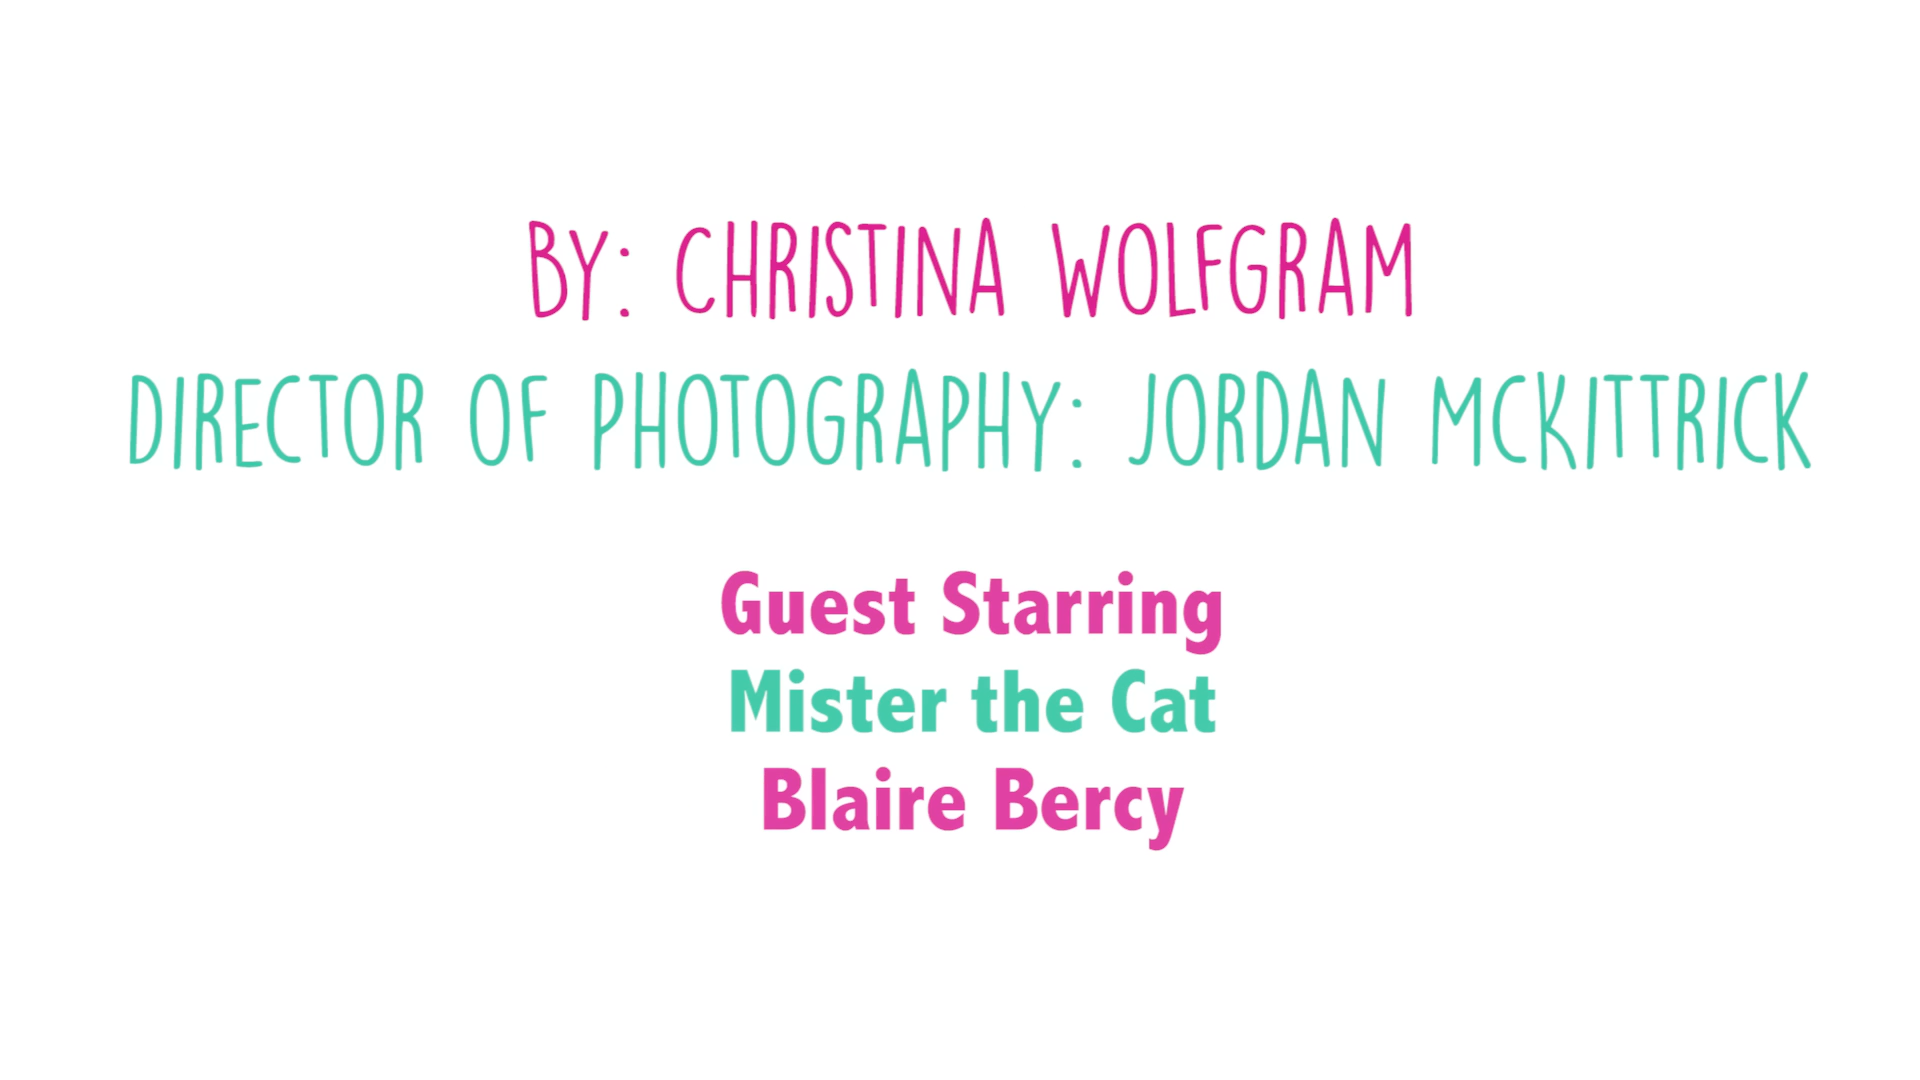 BY: CHRISTINA WOLFGRAM
DIRECTOR OF PHOTOGRAPHY: JORDAN MCKITTRICK
Guest Starring
Mister the Cat
Blaire Bercy